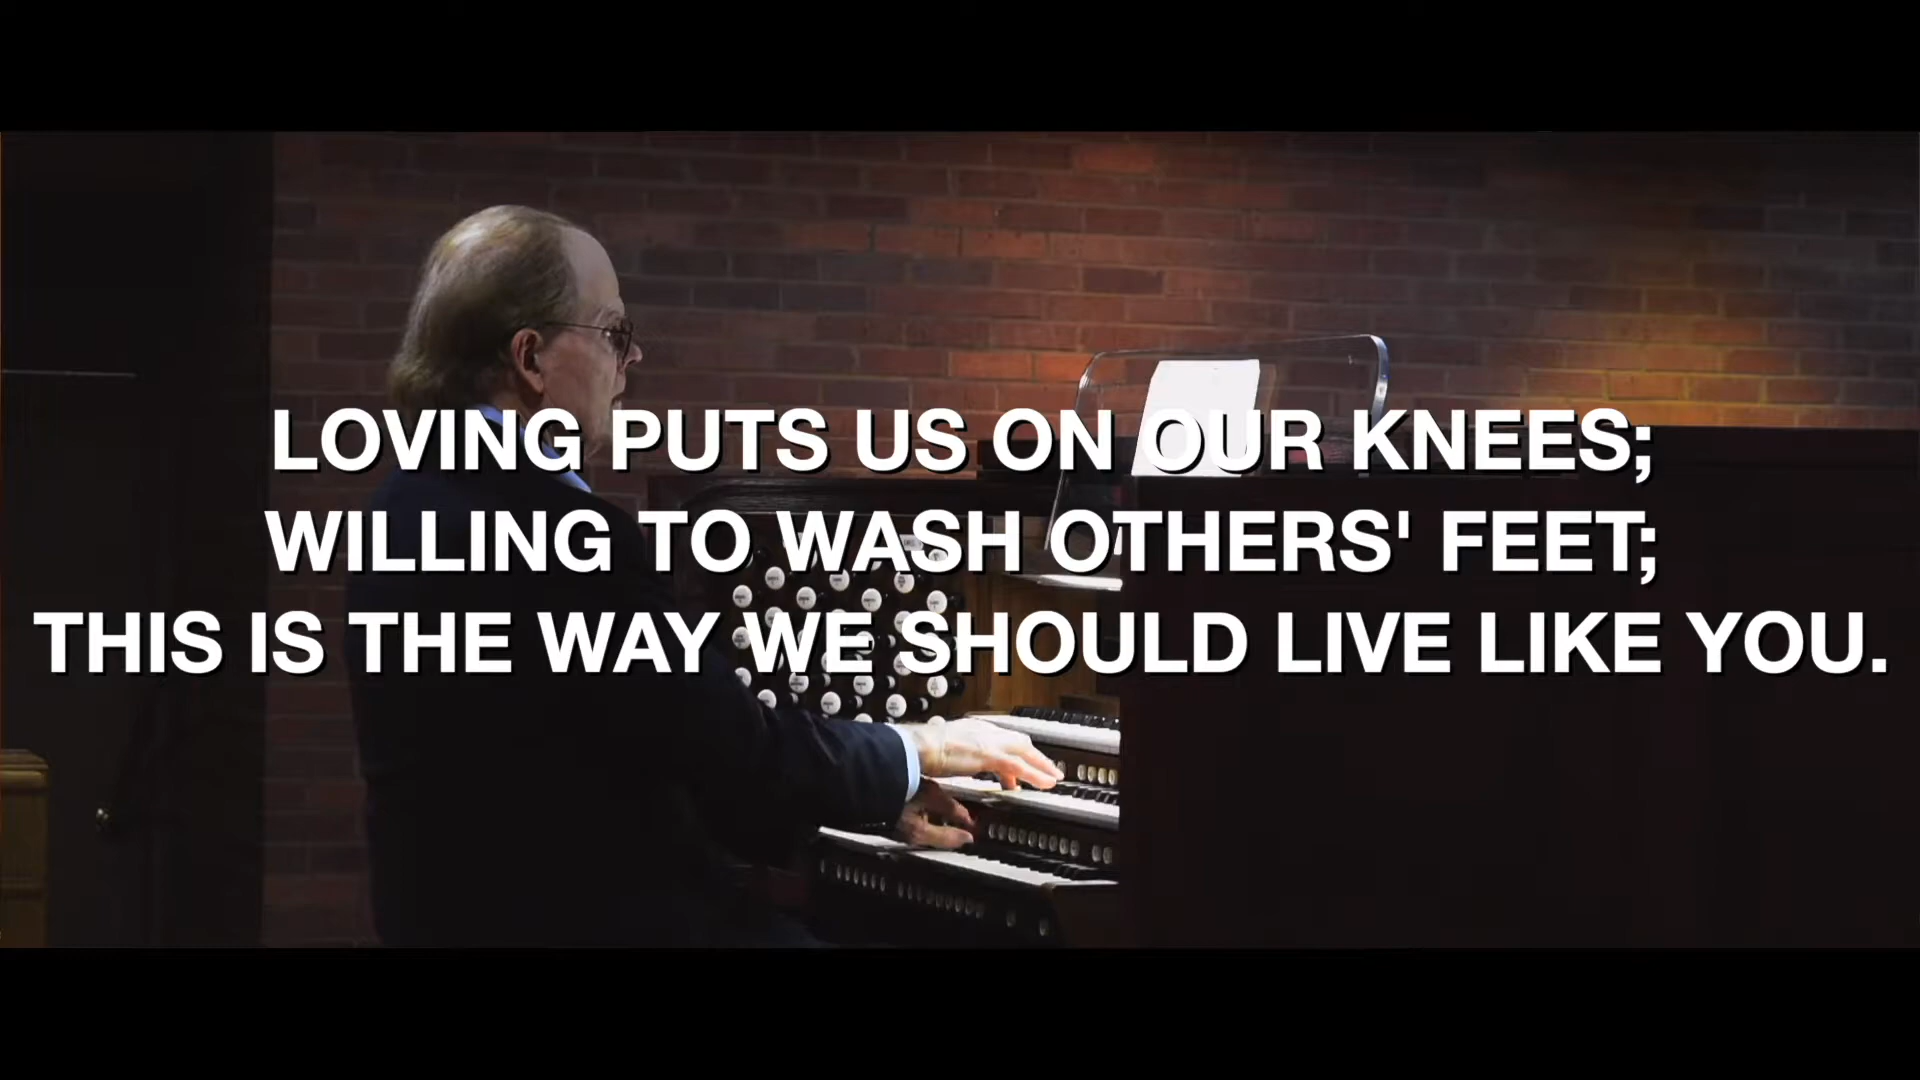 LOVING PUTS US ON OUR KNEES;
WILLING TO WASH OTHERS' FEET;
THIS IS THE WAY WE SHOULD LIVE LIKE YOU.